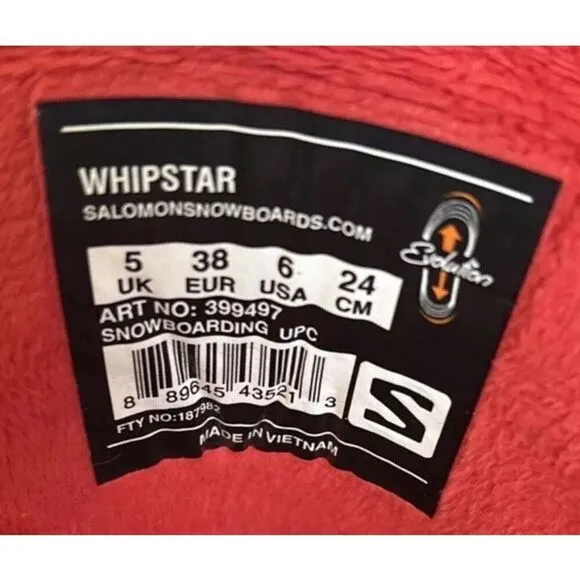 WHIPSTAR
SALOMONSNOWBOARDS.COM
Evolution
5 38 6 24
UK EUR USA CM
ART NO: 399497
SNOWBOARDING UPC
8 89645 43521 3
FTY NO:187982
MADE IN VIETNAM
S